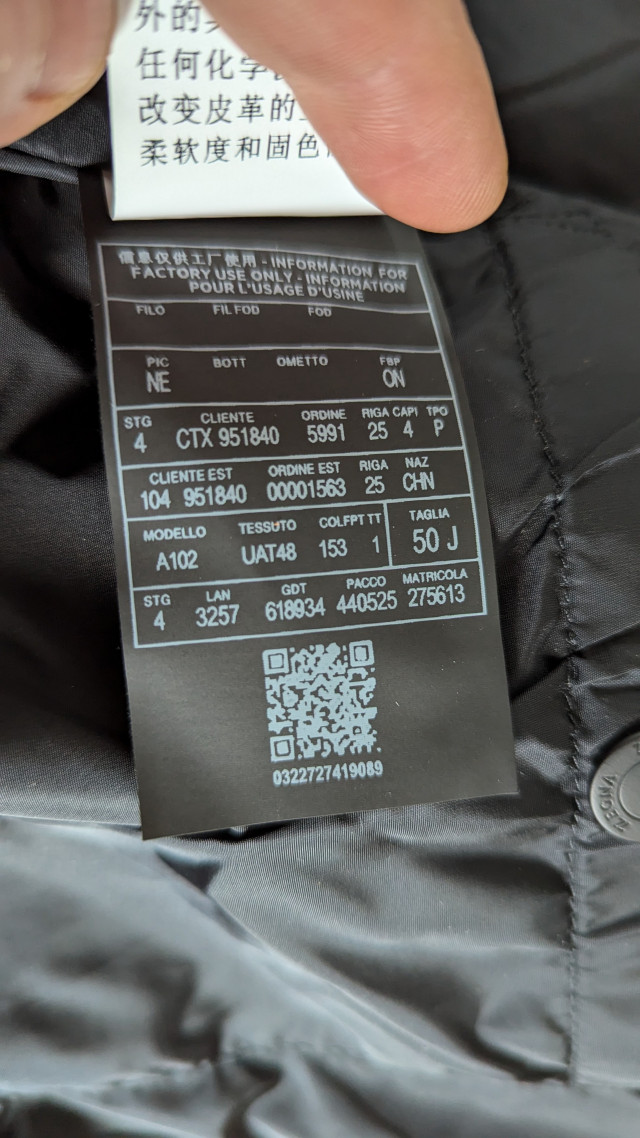 外的
任何化学
改变皮革的
柔软度和固色
信息仅供工厂使用 - INFORMATION FOR
FACTORY USE ONLY - INFORMATION
POUR L'USAGE D'USINE
FILO FIL FOD FOD
PIC BOTT OMETTO FBP
NE ON
STG CLIENTE ORDINE RIGA CAPI TPO
4 CTX 951840 5991 25 4 P
CLIENTE EST ORDINE EST RIGA NAZ
104 951840 00001563 25 CHN
MODELLO TESSUTO COLFPT TT TAGLIA
A102 UAT48 153 1 50 J
STG LAN GDT PACCO MATRICOLA
4 3257 618934 440525 275613
0322727419089
ZEGNA